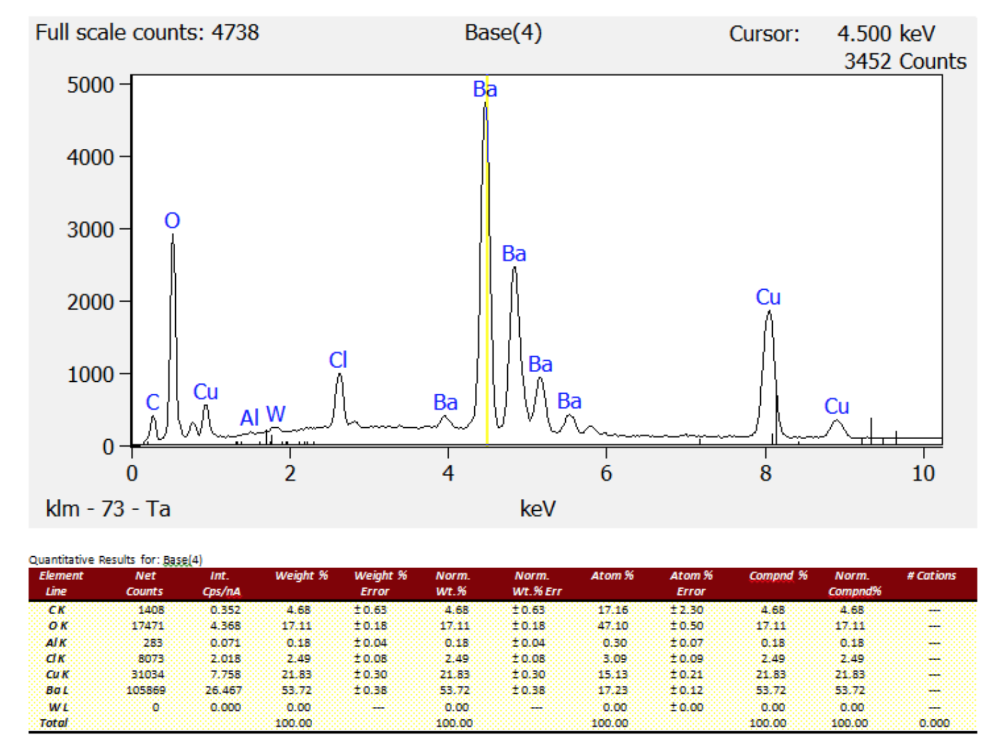 Full scale counts: 4738 Base(4) Cursor: 4.500 keV
3452 Counts
5000
4000
3000
2000
1000
0
Ba
O
Ba
Cu
Cl
Ba
C
Cu
Al
W
Ba
Ba
Cu
0 2 4 6 8 10
klm - 73 - Ta keV
Quantitative Results for: Base(4)
Element Net Int. Weight % Weight % Norm. Norm. Atom % Atom % Compnd % Norm. # Cations
Line Counts Cps/nA Error Wt.% Wt.% Err Error Compnd%
C K 1408 0.352 4.68 ±0.63 4.68 ±0.63 17.16 ±2.30 4.68 4.68 ---
O K 17471 4.368 17.11 ±0.18 17.11 ±0.18 47.10 ±0.50 17.11 17.11 ---
Al K 283 0.071 0.18 ±0.04 0.18 ±0.04 0.30 ±0.07 0.18 0.18 ---
Cl K 8073 2.018 2.49 ±0.08 2.49 ±0.08 3.09 ±0.09 2.49 2.49 ---
Cu K 31034 7.758 21.83 ±0.30 21.83 ±0.30 15.13 ±0.21 21.83 21.83 ---
Ba L 105869 26.467 53.72 ±0.38 53.72 ±0.38 17.23 ±0.12 53.72 53.72 ---
W L 0 0.000 0.00 --- 0.00 --- 0.00 ±0.00 0.00 0.00 ---
Total 100.00 100.00 100.00 100.00 100.00 0.000